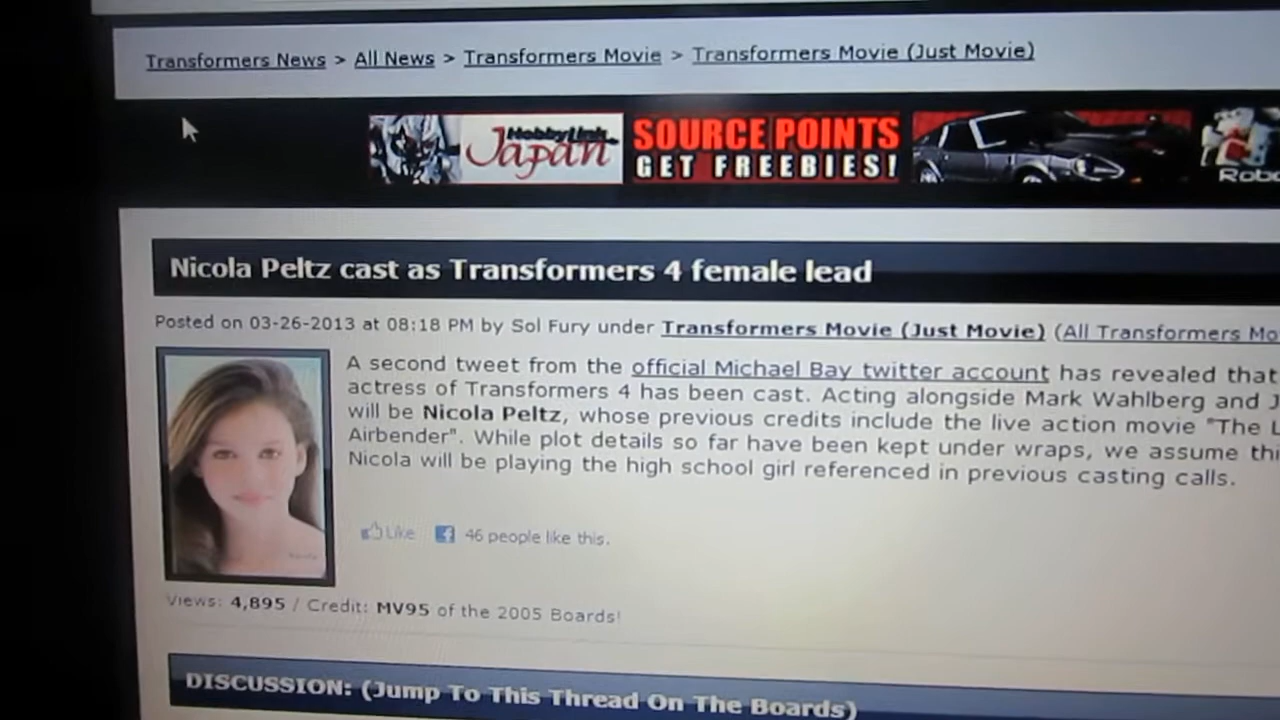 Transformers News > All News > Transformers Movie > Transformers Movie (Just Movie)
HobbyLink
Japan
SOURCE POINTS
GET FREEBIES!
Nicola Peltz cast as Transformers 4 female lead
Posted on 03-26-2013 at 08:18 PM by Sol Fury under Transformers Movie (Just Movie) (All Transformers Mo
A second tweet from the official Michael Bay twitter account has revealed that
actress of Transformers 4 has been cast. Acting alongside Mark Wahlberg and J
will be Nicola Peltz, whose previous credits include the live action movie "The L
Airbender". While plot details so far have been kept under wraps, we assume thi
Nicola will be playing the high school girl referenced in previous casting calls.
Like 46 people like this.
Views: 4,895 / Credit: MV95 of the 2005 Boards!
DISCUSSION: (Jump To This Thread On The Boards)